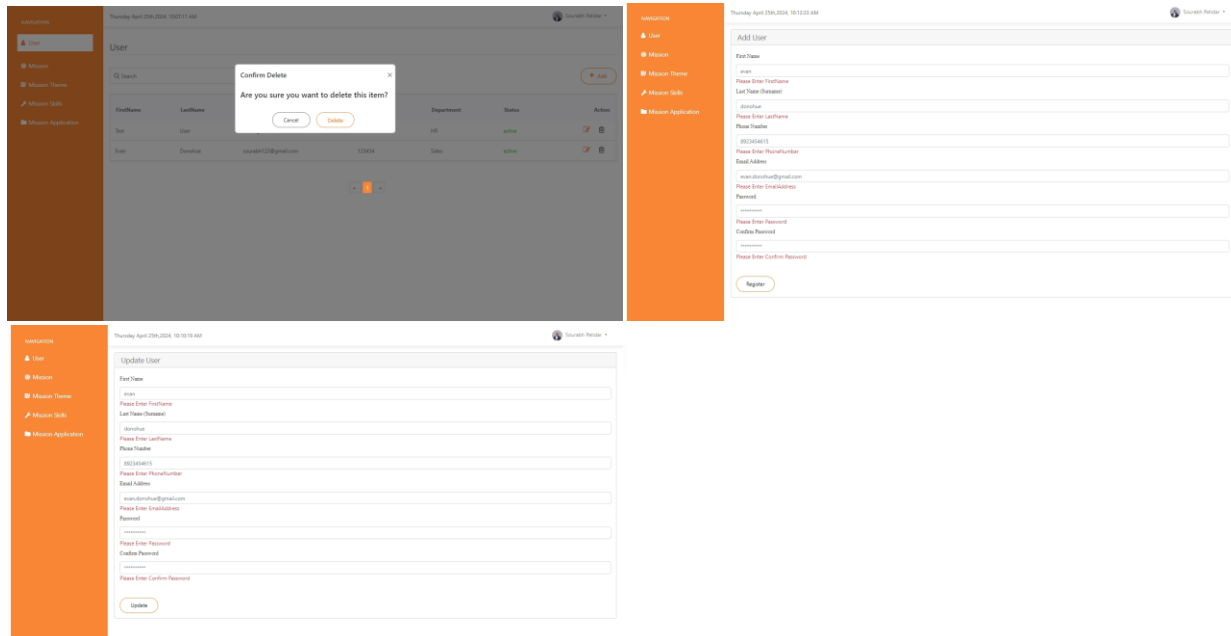 NAVIGATION
User
Mission
Mission Theme
Mission Skills
Mission Application
Thursday April 25th,2024, 10:07:11 AM
Sourabh Patidar
User
Search
Add
Confirm Delete
×
Are you sure you want to delete this item?
Cancel
Delete
FirstName LastName Department Status Action
Test User HR active
Evan Donohue sourabh123@gmail.com 123434 Sales active
« 1 »
NAVIGATION
User
Mission
Mission Theme
Mission Skills
Mission Application
Thursday April 25th,2024, 10:12:33 AM
Sourabh Patidar
Add User
First Name
evan
Please Enter FirstName
Last Name (Surname)
donohue
Please Enter LastName
Phone Number
8923454615
Please Enter PhoneNumber
Email Address
evan.donohue@gmail.com
Please Enter EmailAddress
Password
Please Enter Password
Confirm Password
Please Enter Confirm Password
Register
NAVIGATION
User
Mission
Mission Theme
Mission Skills
Mission Application
Thursday April 25th,2024, 10:10:19 AM
Sourabh Patidar
Update User
First Name
evan
Please Enter FirstName
Last Name (Surname)
donohue
Please Enter LastName
Phone Number
8923454615
Please Enter PhoneNumber
Email Address
evan.donohue@gmail.com
Please Enter EmailAddress
Password
Please Enter Password
Confirm Password
Please Enter Confirm Password
Update